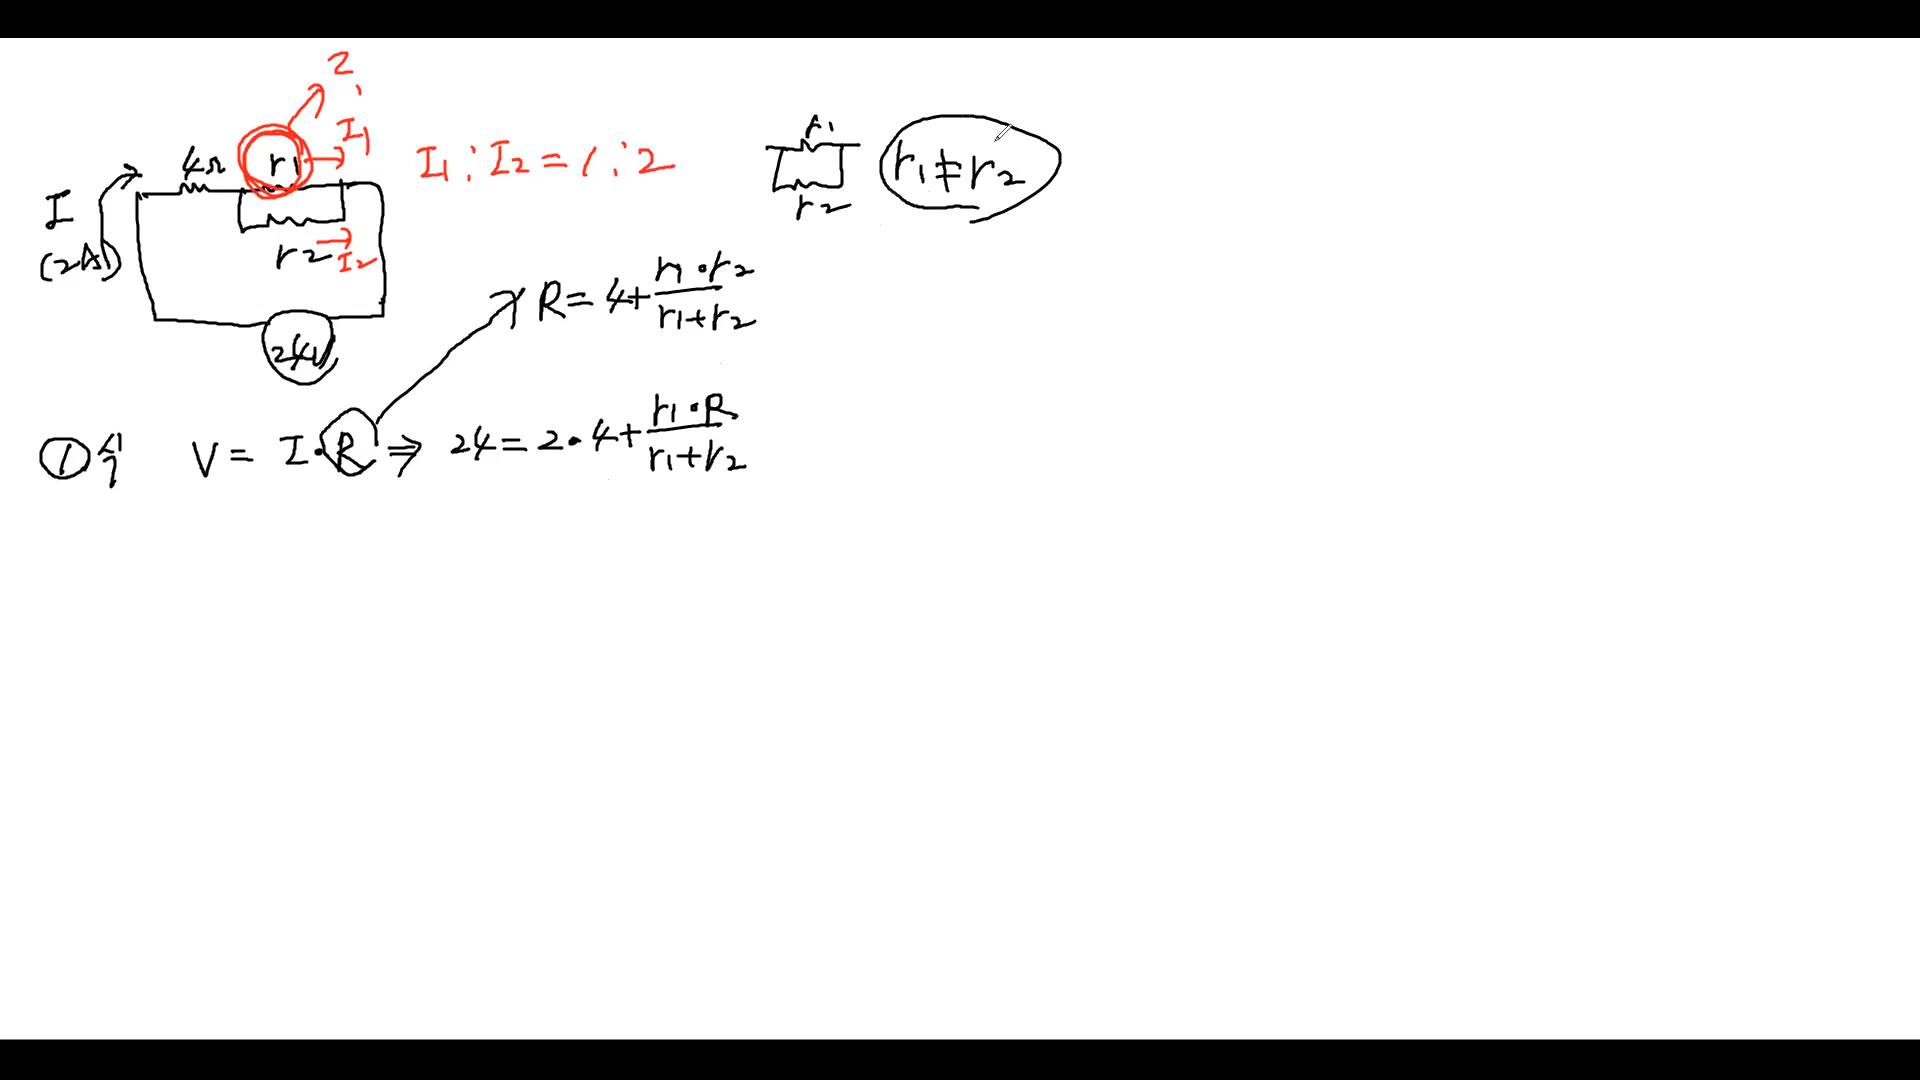 2
I1
4Ω r1 I1 : I2 = 1 : 2
r1
r1 ≠ r2
r2
I
(2A)
r2 I2
R = 4 + r1 · r2 / r1 + r2
24V
①식 V = I · R ⇒ 24 = 2 · 4 + r1 · R / r1 + r2